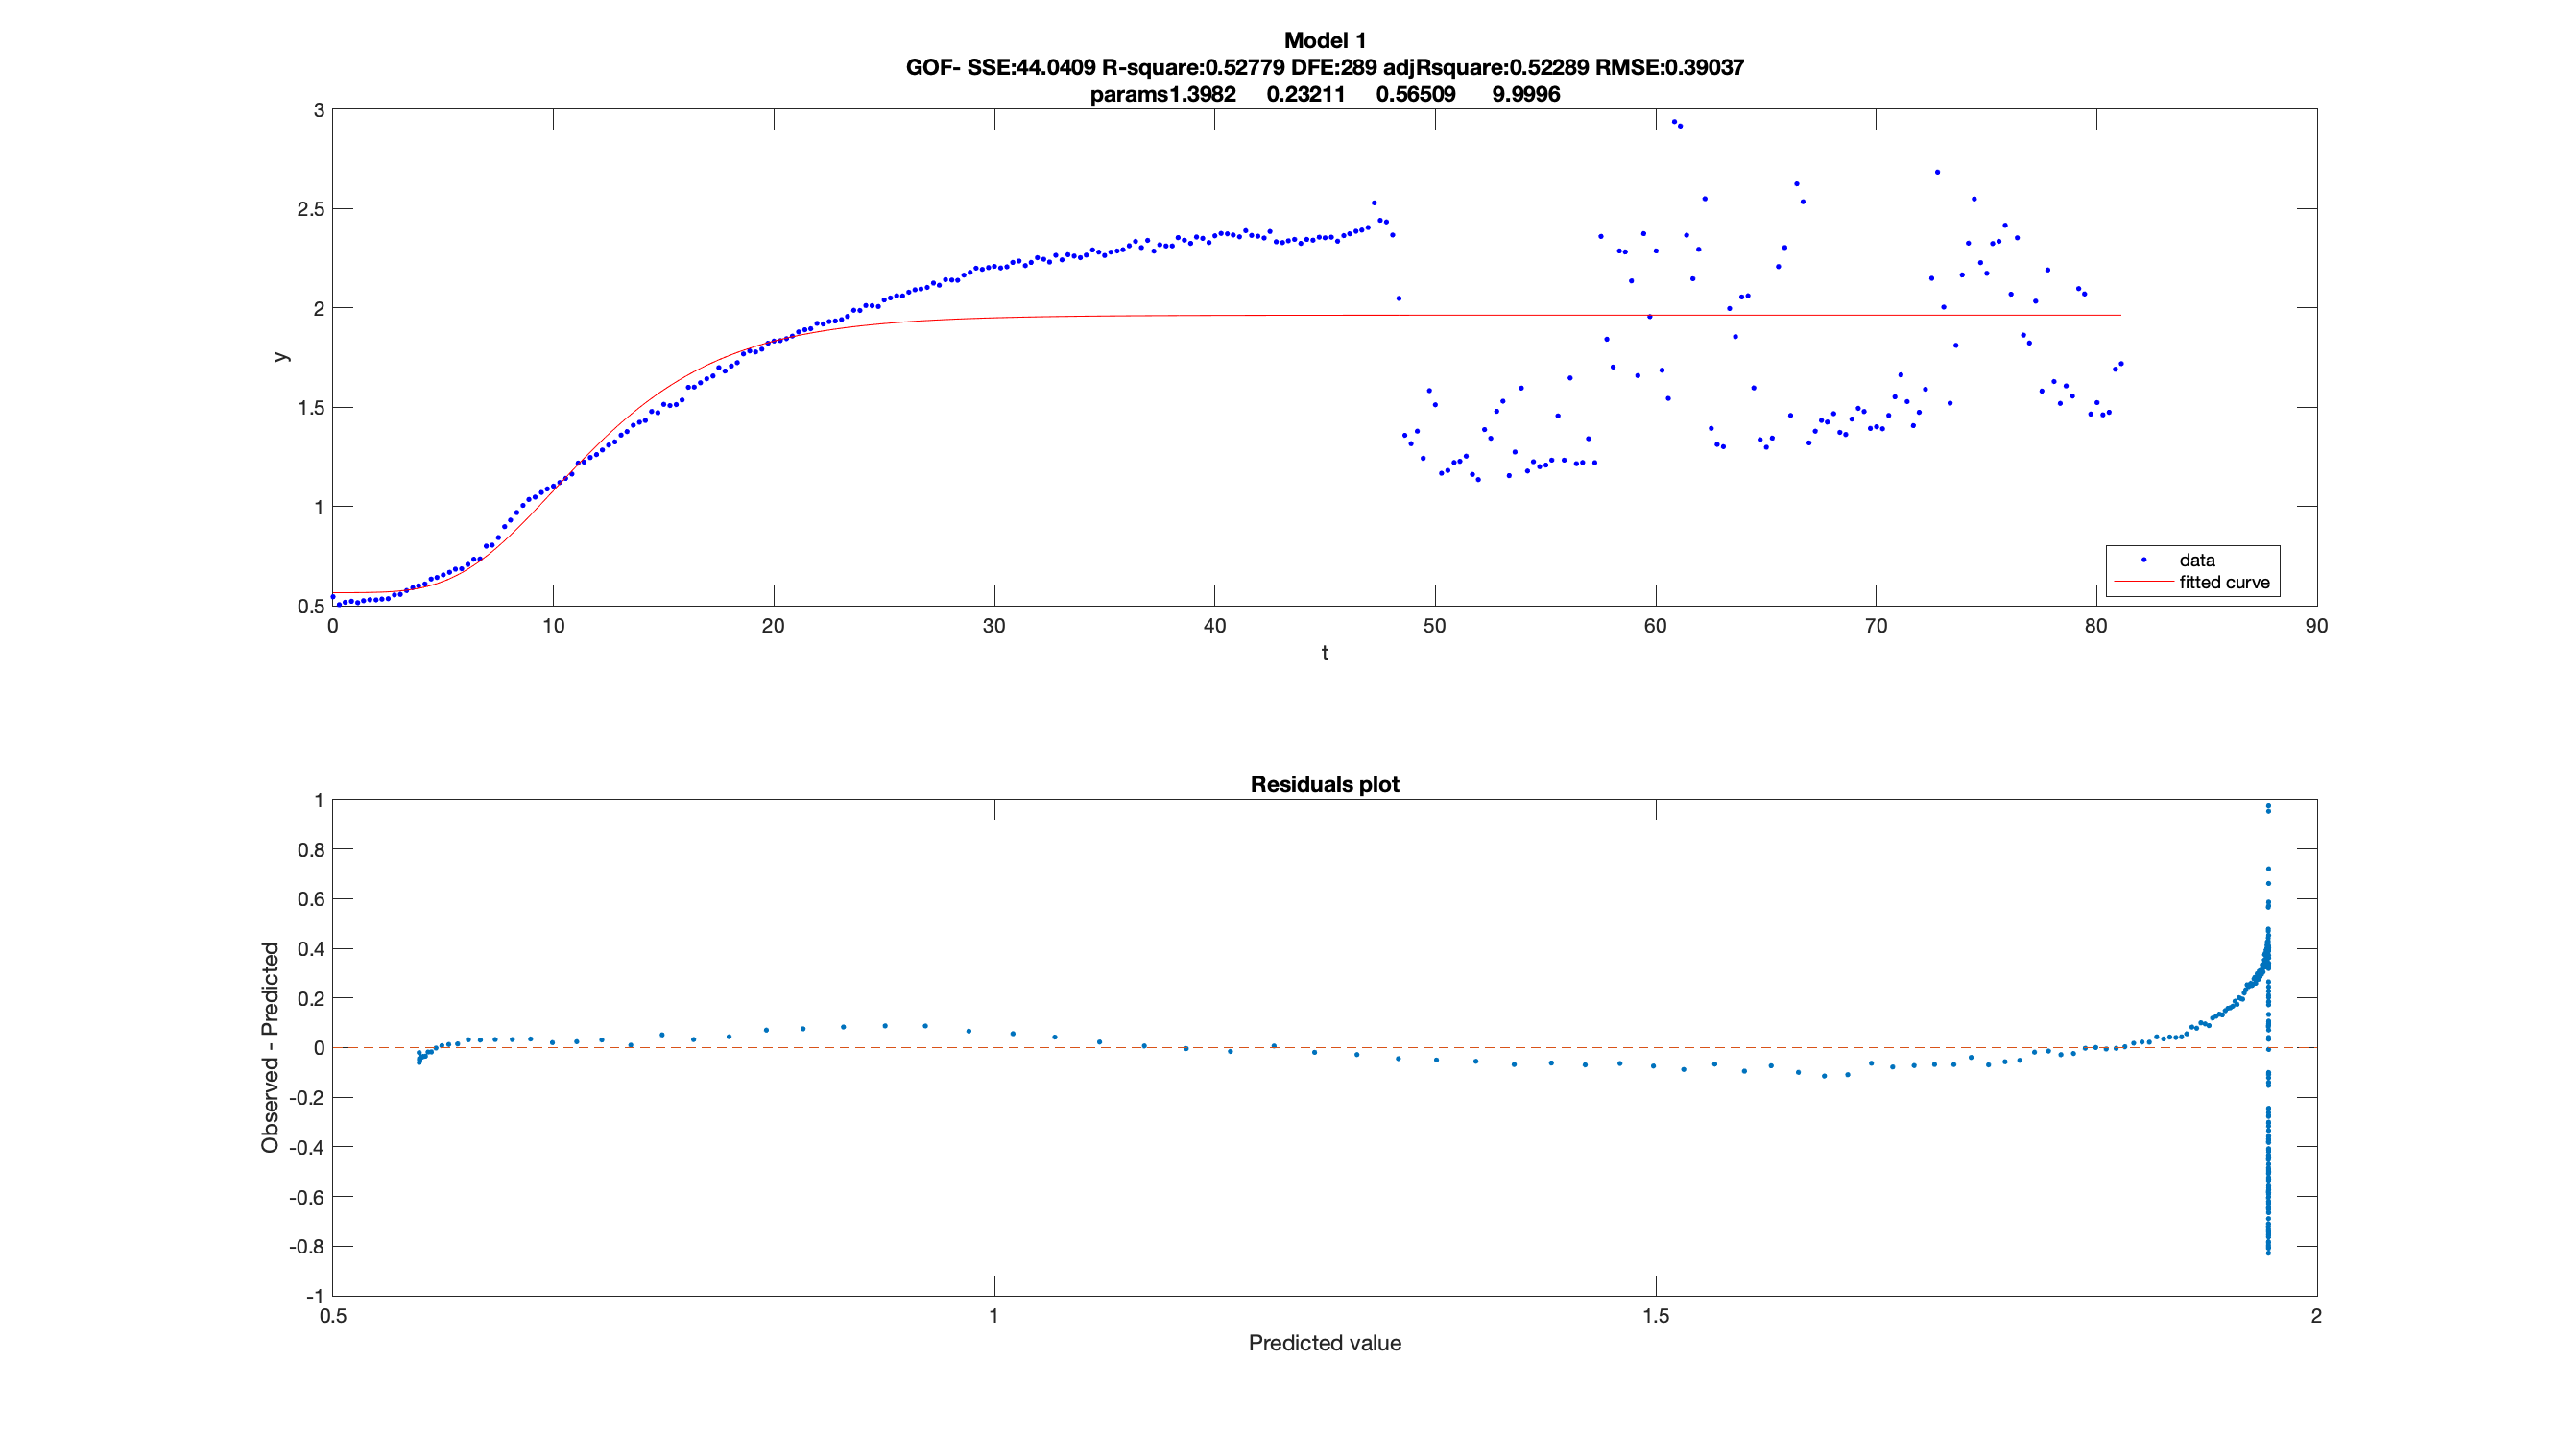 Model 1
GOF- SSE:44.0409 R-square:0.52779 DFE:289 adjRsquare:0.52289 RMSE:0.39037
params1.3982 0.23211 0.56509 9.9996
3
2.5
2
1.5
1
0.5
y
0 10 20 30 40 50 60 70 80 90
t
data
fitted curve
Residuals plot
1
0.8
0.6
0.4
0.2
0
-0.2
-0.4
-0.6
-0.8
-1
Observed - Predicted
0.5 1 1.5 2
Predicted value